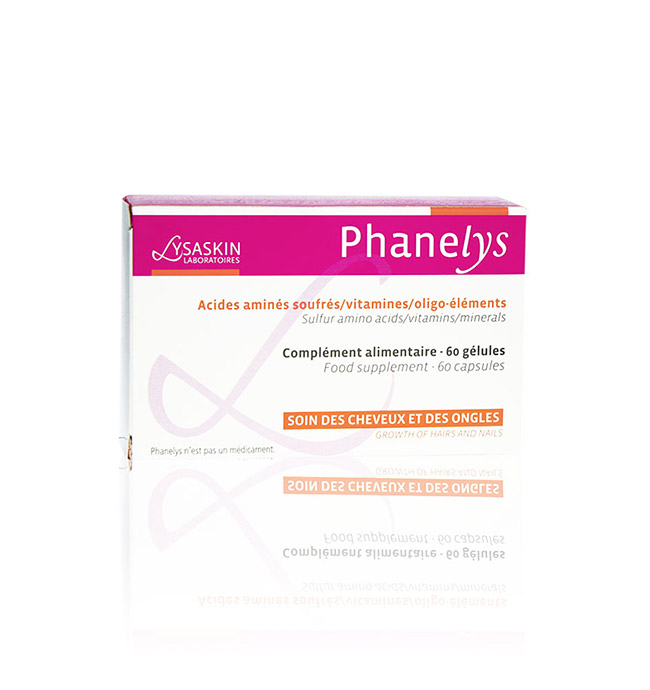 LYSASKIN
LABORATOIRES
Phanelys
Acides aminés soufrés/vitamines/oligo-éléments
Sulfur amino acids/vitamins/minerals
Complément alimentaire · 60 gélules
Food supplement · 60 capsules
SOIN DES CHEVEUX ET DES ONGLES
GROWTH OF HAIRS AND NAILS
Phanelys n'est pas un médicament.